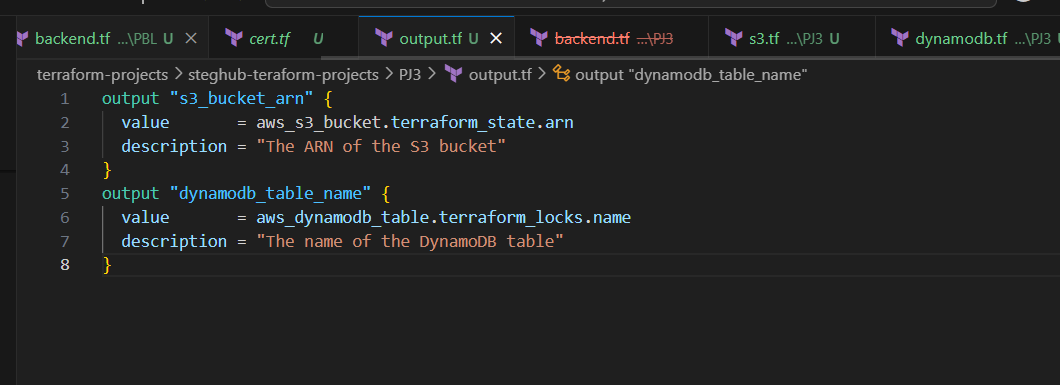 backend.tf ...\PBL U
cert.tf U
output.tf U
backend.tf ...\PJ3
s3.tf ...\PJ3 U
dynamodb.tf ...\PJ3 U
terraform-projects > steghub-teraform-projects > PJ3 > output.tf > output "dynamodb_table_name"
1 output "s3_bucket_arn" {
2 value = aws_s3_bucket.terraform_state.arn
3 description = "The ARN of the S3 bucket"
4 }
5 output "dynamodb_table_name" {
6 value = aws_dynamodb_table.terraform_locks.name
7 description = "The name of the DynamoDB table"
8 }